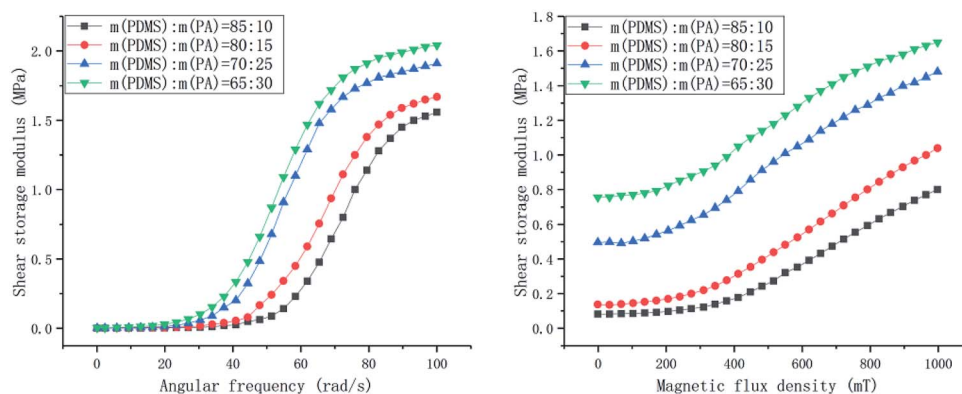 m(PDMS):m(PA)=85:10
m(PDMS):m(PA)=80:15
m(PDMS):m(PA)=70:25
m(PDMS):m(PA)=65:30
Shear storage modulus (MPa)
2.0
1.5
1.0
0.5
0.0
0 20 40 60 80 100
Angular frequency (rad/s)
m(PDMS):m(PA)=85:10
m(PDMS):m(PA)=80:15
m(PDMS):m(PA)=70:25
m(PDMS):m(PA)=65:30
Shear storage modulus (MPa)
1.8
1.6
1.4
1.2
1.0
0.8
0.6
0.4
0.2
0.0
0 200 400 600 800 1000
Magnetic flux density (mT)